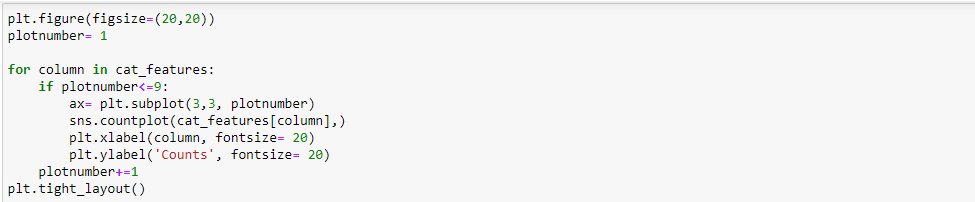 plt.figure(figsize=(20,20))
plotnumber= 1

for column in cat_features:
    if plotnumber<=9:
        ax= plt.subplot(3,3, plotnumber)
        sns.countplot(cat_features[column],)
        plt.xlabel(column, fontsize= 20)
        plt.ylabel('Counts', fontsize= 20)
    plotnumber+=1
plt.tight_layout()